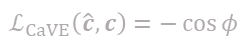 ℒ_CaVE(ĉ, c) = − cos ϕ